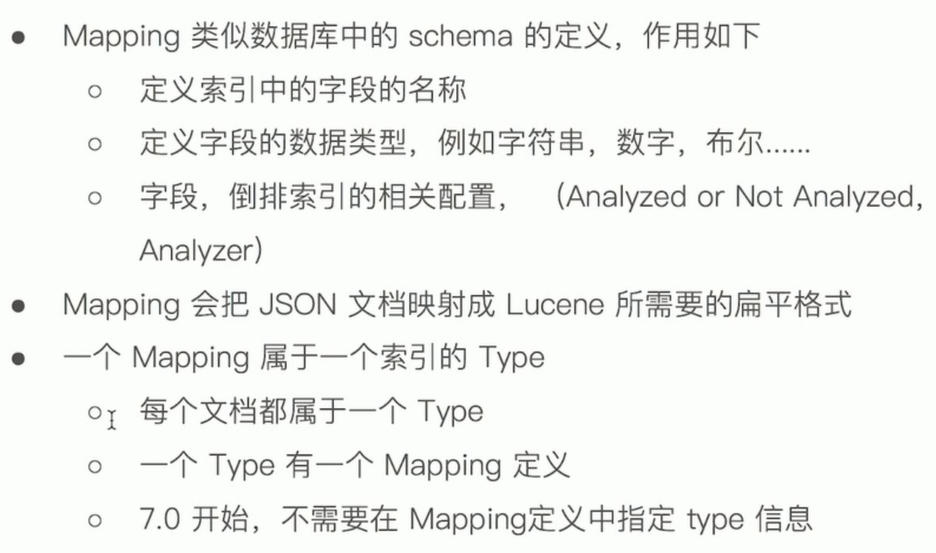 Mapping 类似数据库中的 schema 的定义，作用如下
定义索引中的字段的名称
定义字段的数据类型，例如字符串，数字，布尔......
字段，倒排索引的相关配置，（Analyzed or Not Analyzed,
Analyzer）
Mapping 会把 JSON 文档映射成 Lucene 所需要的扁平格式
一个 Mapping 属于一个索引的 Type
每个文档都属于一个 Type
一个 Type 有一个 Mapping 定义
7.0 开始，不需要在 Mapping定义中指定 type 信息